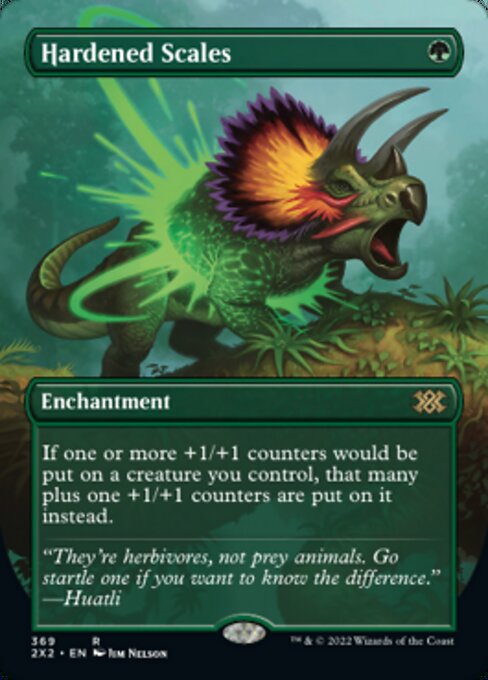 Hardened Scales
Enchantment
If one or more +1/+1 counters would be
put on a creature you control, that many
plus one +1/+1 counters are put on it
instead.
“They’re herbivores, not prey animals. Go
startle one if you want to know the difference.”
—Huatli
369 R
2X2 • EN Jim Nelson
™ & © 2022 Wizards of the Coast